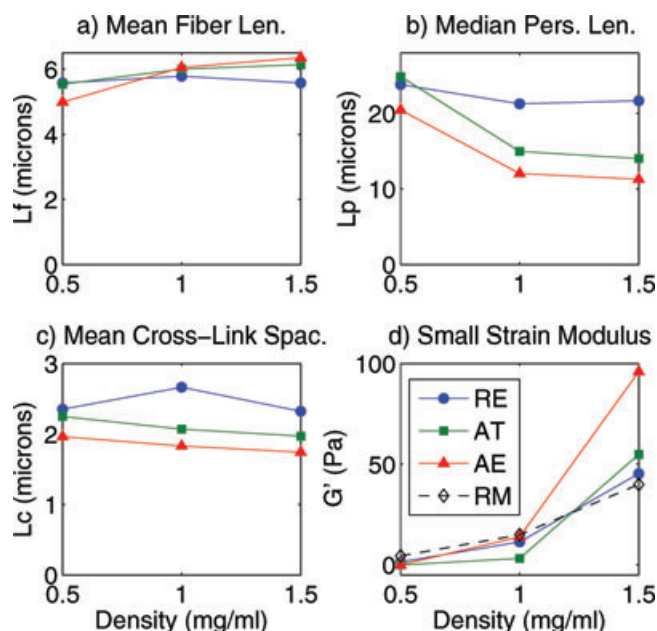 a) Mean Fiber Len.
6
4
2
0
0.5 1 1.5
Lf (microns)
b) Median Pers. Len.
20
10
0
0.5 1 1.5
Lp (microns)
c) Mean Cross-Link Spac.
3
2
1
0
0.5 1 1.5
Lc (microns)
Density (mg/ml)
d) Small Strain Modulus
100
50
0
0.5 1 1.5
G' (Pa)
Density (mg/ml)
RE
AT
AE
RM